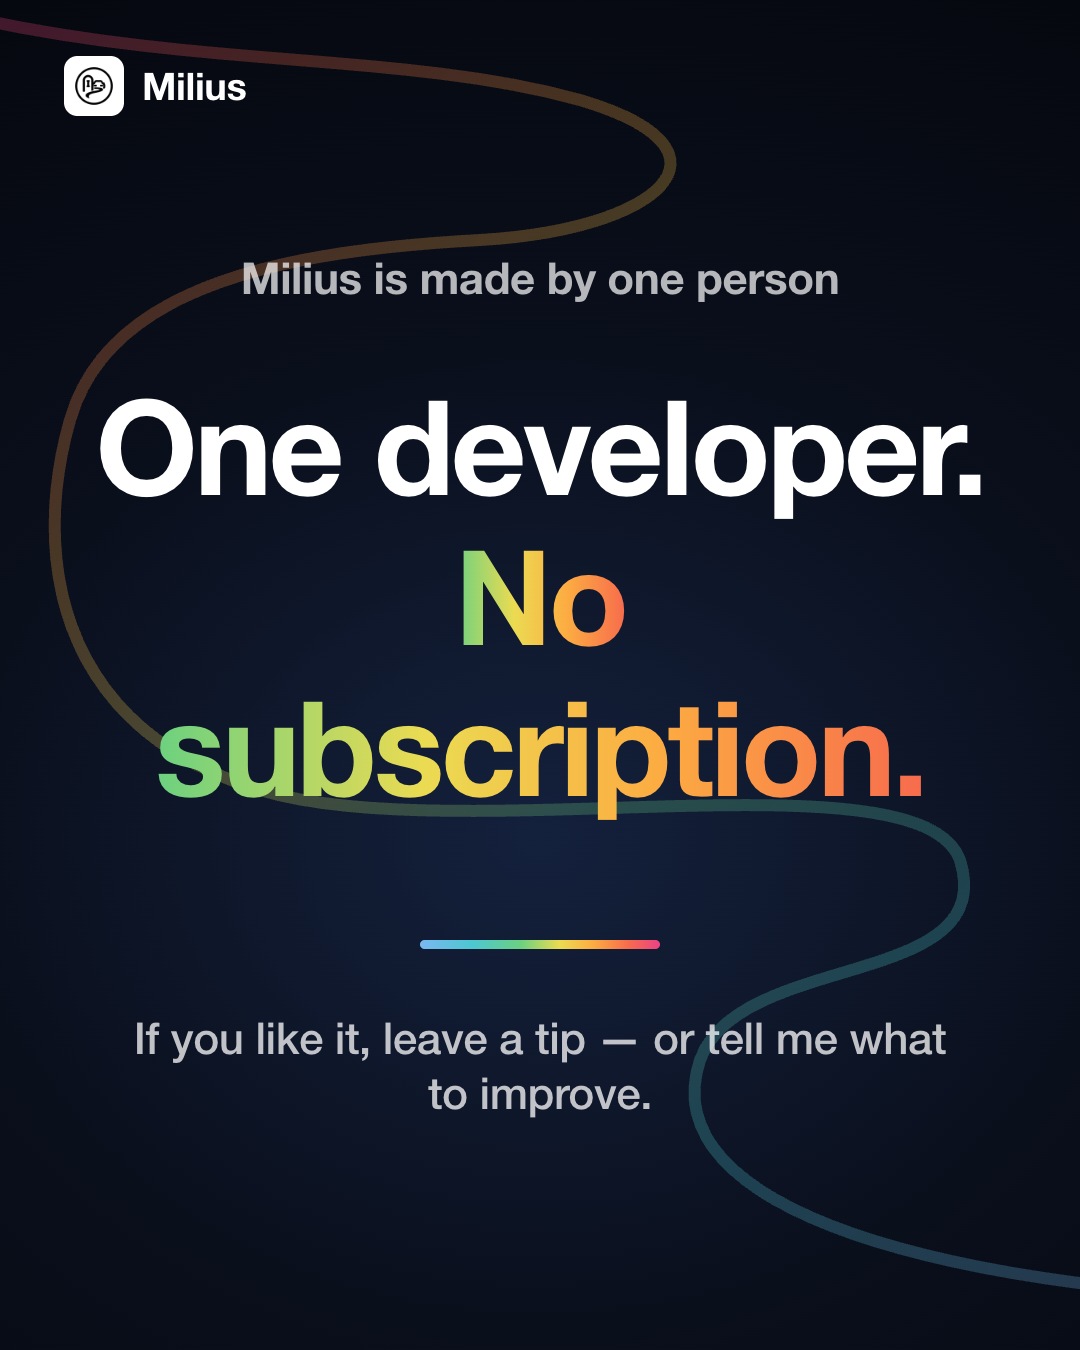 Milius
Milius is made by one person
One developer.
No
subscription.
If you like it, leave a tip — or tell me what
to improve.